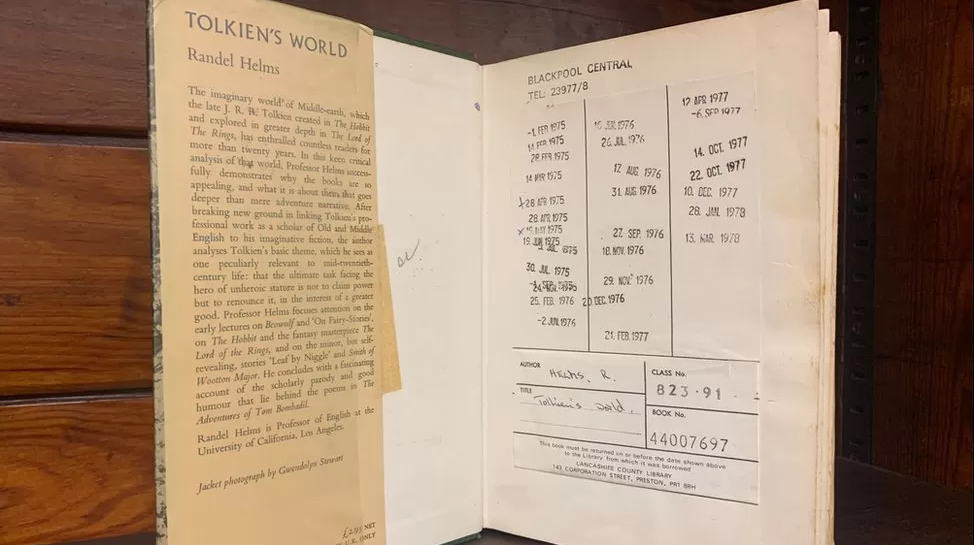 TOLKIEN'S WORLD
Randel Helms
The imaginary world of Middle-earth, which
the late J. R. R. Tolkien created in The Hobbit
and explored in greater depth in The Lord of
The Rings, has enthralled countless readers for
more than twenty years. In this keen critical
analysis of that world, Professor Helms success-
fully demonstrates why the books are so
appealing, and what it is about them that goes
deeper than mere adventure narrative. After
breaking new ground in linking Tolkien's pro-
fessional work as a scholar of Old and Middle
English to his imaginative fiction, the author
analyses Tolkien's basic theme, which he sees as
one peculiarly relevant to mid-twentieth-
century life: that the ultimate task facing the
hero of unheroic stature is not to claim power
but to renounce it, in the interest of a greater
good. Professor Helms focuses attention on the
early lectures on Beowulf and 'On Fairy-Stories',
on The Hobbit and the fantasy masterpiece The
Lord of the Rings, and on the minor, but self-
revealing, stories 'Leaf by Niggle' and Smith of
Wootton Major. He concludes with a fascinating
account of the scholarly parody and good
humour that lie behind the poems in The
Adventures of Tom Bombadil.
Randel Helms is Professor of English at the
University of California, Los Angeles.
Jacket photograph by Gwendolyn Stewart
£2.95 NET
U.K. ONLY
BLACKPOOL CENTRAL
TEL: 23977/8
-1. FEB 1975
14 FEB 1975
28 FEB 1975
14 MAR 1975
28 APR 1975
28. APR 1975
MAY 1975
19. JUN 1975
JUL 1975
30. JUL 1975
1975
25. FEB. 1976
-2 JUN 1976
1976
26 JUL 1976
12. AUG 1976
31. AUG 1976
27. SEP. 1976
18. NOV. 1976
29. NOV. 1976
20 DEC. 1976
21. FEB. 1977
12 APR 1977
-6. SEP 1977
14. OCT. 1977
22. OCT. 1977
10. DEC. 1977
28. JAN. 1978
13. MAR. 1978
AUTHOR
HELMS, R.
TITLE
Tolkien's world.
CLASS No.
823·91
BOOK No.
44007697
This book must be returned on or before the date shown above
to the Library from which it was borrowed
LANCASHIRE COUNTY LIBRARY
143 CORPORATION STREET, PRESTON, PR1 8RH